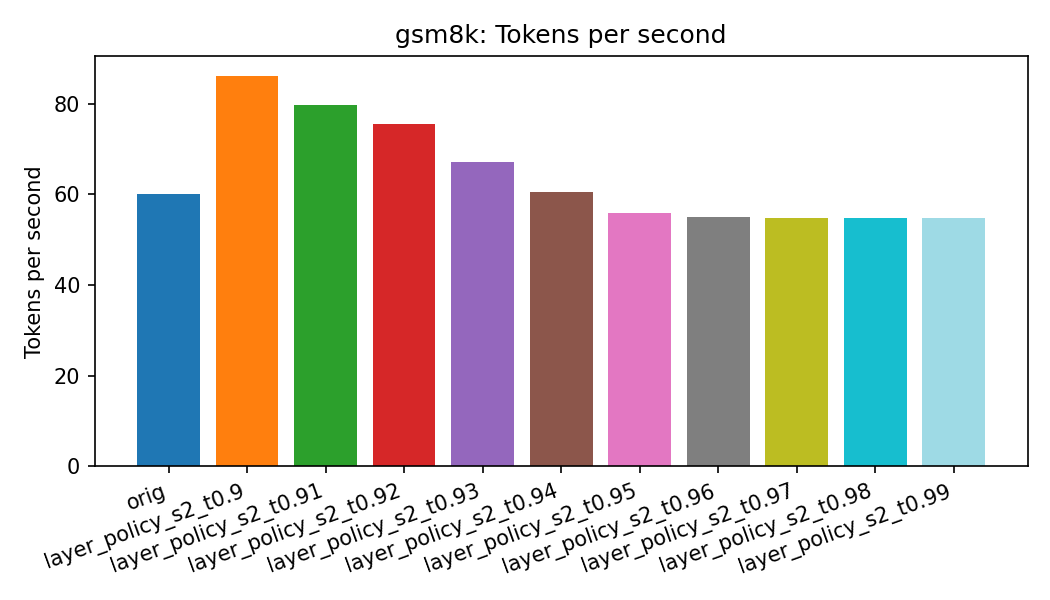 gsm8k: Tokens per second
Tokens per second
80
60
40
20
0
orig
layer_policy_s2_t0.9
layer_policy_s2_t0.91
layer_policy_s2_t0.92
layer_policy_s2_t0.93
layer_policy_s2_t0.94
layer_policy_s2_t0.95
layer_policy_s2_t0.96
layer_policy_s2_t0.97
layer_policy_s2_t0.98
layer_policy_s2_t0.99